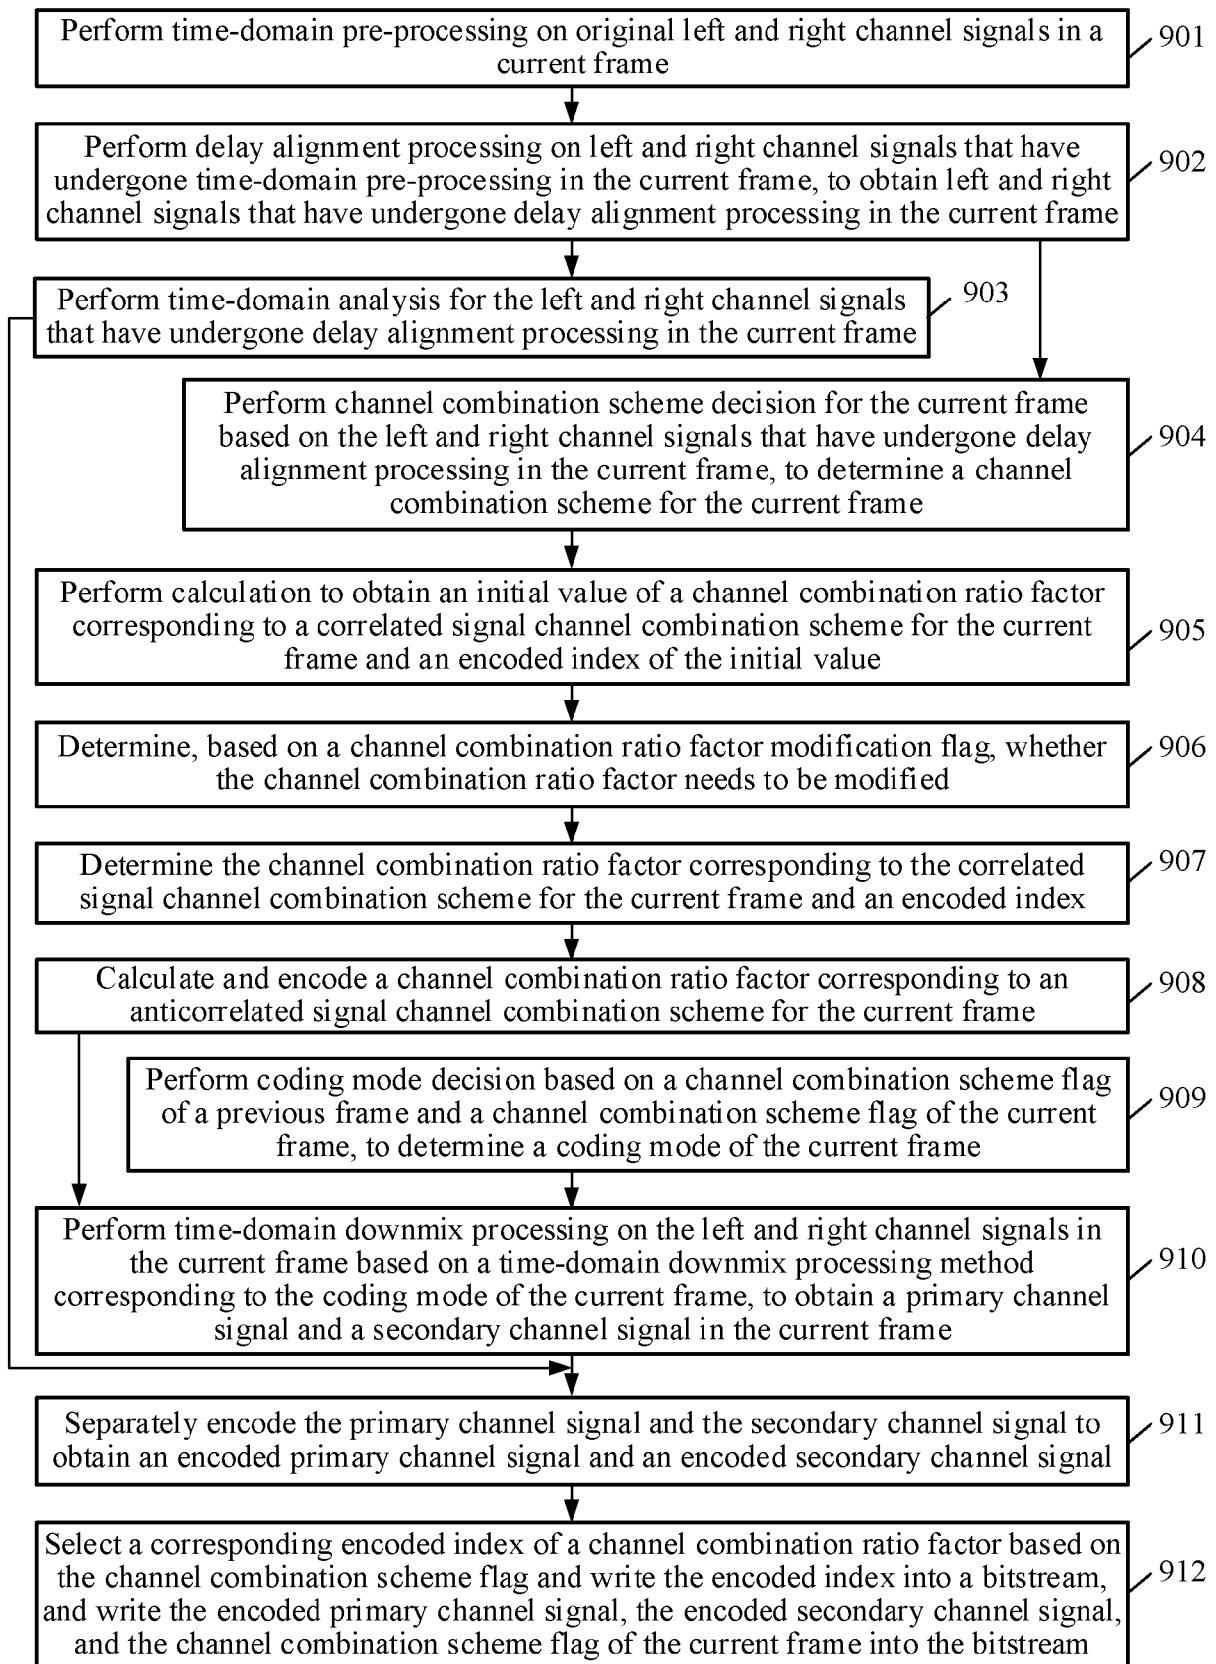 Perform time-domain pre-processing on original left and right channel signals in a
current frame
901
Perform delay alignment processing on left and right channel signals that have
undergone time-domain pre-processing in the current frame, to obtain left and right
channel signals that have undergone delay alignment processing in the current frame
902
Perform time-domain analysis for the left and right channel signals
that have undergone delay alignment processing in the current frame
903
Perform channel combination scheme decision for the current frame
based on the left and right channel signals that have undergone delay
alignment processing in the current frame, to determine a channel
combination scheme for the current frame
904
Perform calculation to obtain an initial value of a channel combination ratio factor
corresponding to a correlated signal channel combination scheme for the current
frame and an encoded index of the initial value
905
Determine, based on a channel combination ratio factor modification flag, whether
the channel combination ratio factor needs to be modified
906
Determine the channel combination ratio factor corresponding to the correlated
signal channel combination scheme for the current frame and an encoded index
907
Calculate and encode a channel combination ratio factor corresponding to an
anticorrelated signal channel combination scheme for the current frame
908
Perform coding mode decision based on a channel combination scheme flag
of a previous frame and a channel combination scheme flag of the current
frame, to determine a coding mode of the current frame
909
Perform time-domain downmix processing on the left and right channel signals in
the current frame based on a time-domain downmix processing method
corresponding to the coding mode of the current frame, to obtain a primary channel
signal and a secondary channel signal in the current frame
910
Separately encode the primary channel signal and the secondary channel signal to
obtain an encoded primary channel signal and an encoded secondary channel signal
911
Select a corresponding encoded index of a channel combination ratio factor based on
the channel combination scheme flag and write the encoded index into a bitstream,
and write the encoded primary channel signal, the encoded secondary channel signal,
and the channel combination scheme flag of the current frame into the bitstream
912